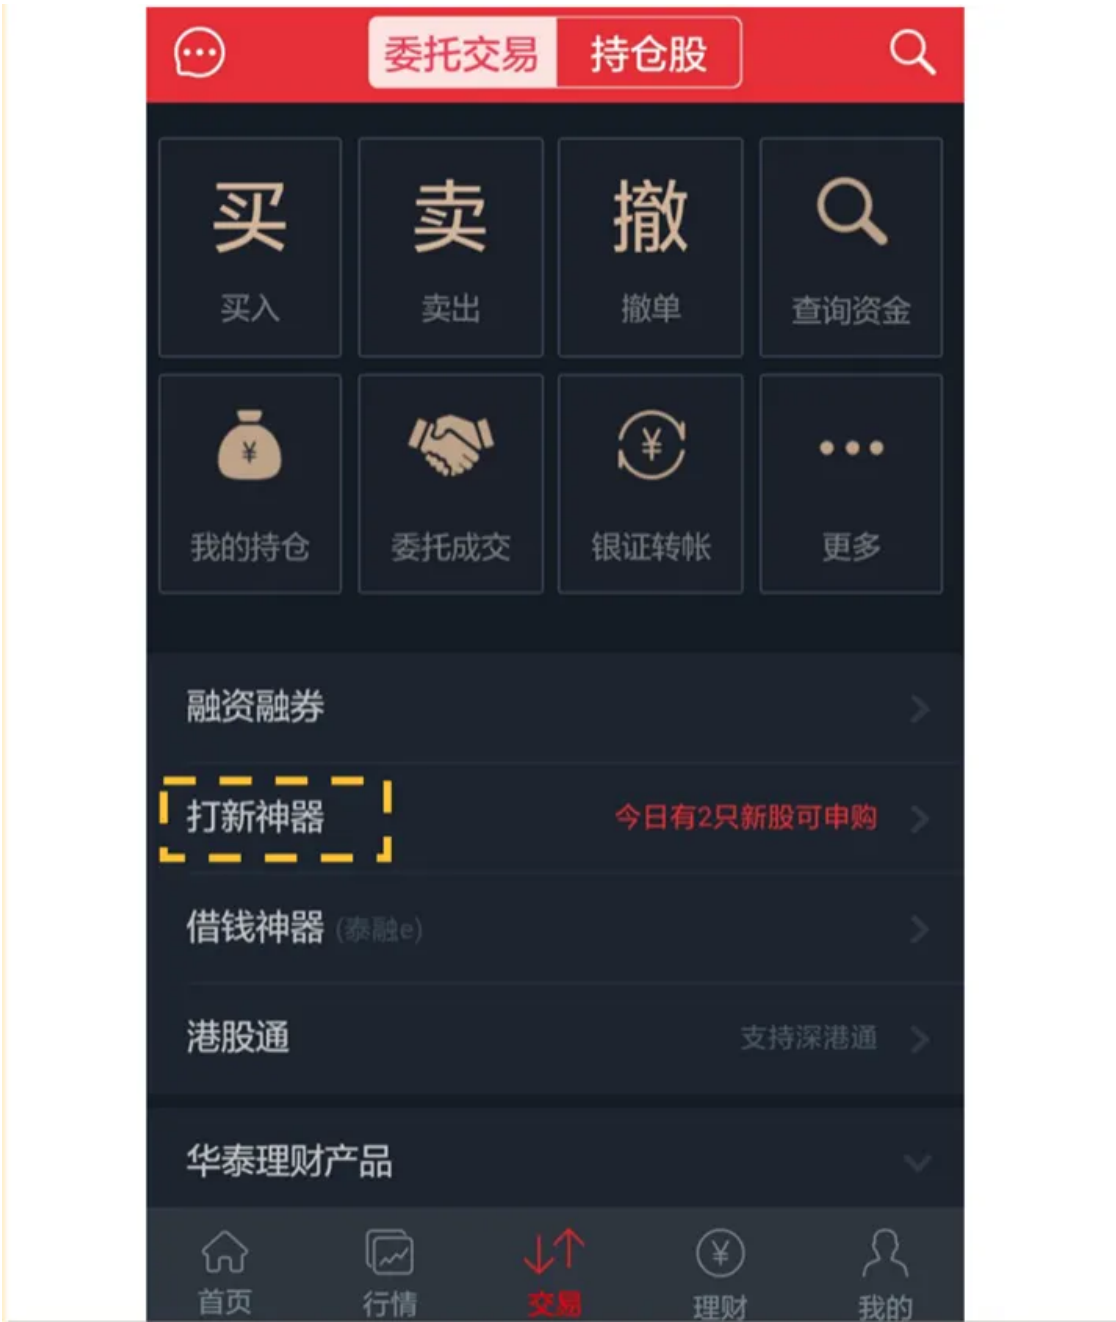 委托交易 持仓股
买 卖 撤
买入 卖出 撤单 查询资金
¥ ¥
我的持仓 委托成交 银证转帐 更多
融资融券
打新神器 今日有2只新股可申购
借钱神器 (泰融e)
港股通 支持深港通
华泰理财产品
¥
首页 行情 交易 理财 我的